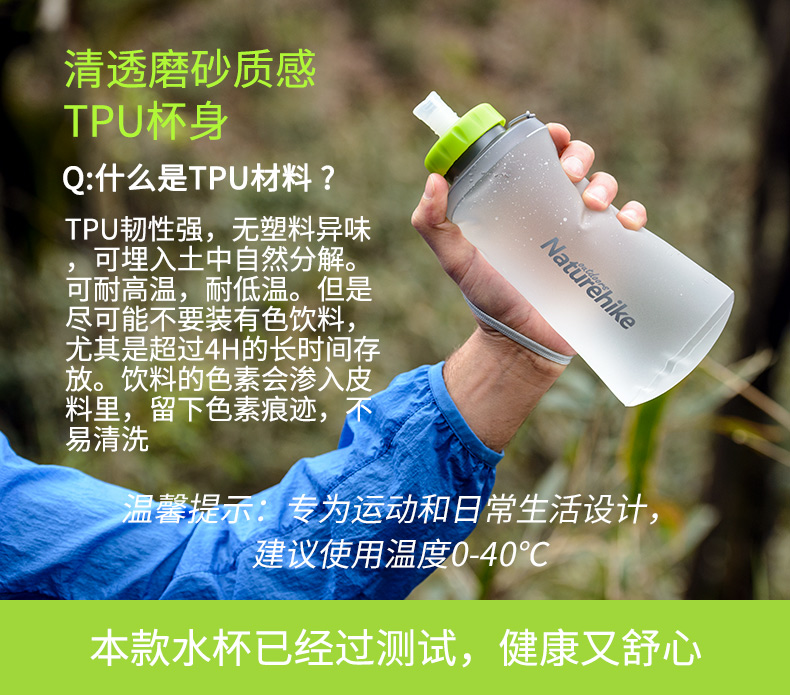 清透磨砂质感
TPU杯身
Q:什么是TPU材料？
TPU韧性强，无塑料异味
，可埋入土中自然分解。
可耐高温，耐低温。但是
尽可能不要装有色饮料，
尤其是超过4H的长时间存
放。饮料的色素会渗入皮
料里，留下色素痕迹，不
易清洗
outdoor
Naturehike
温馨提示：专为运动和日常生活设计，
建议使用温度0-40℃
本款水杯已经过测试，健康又舒心